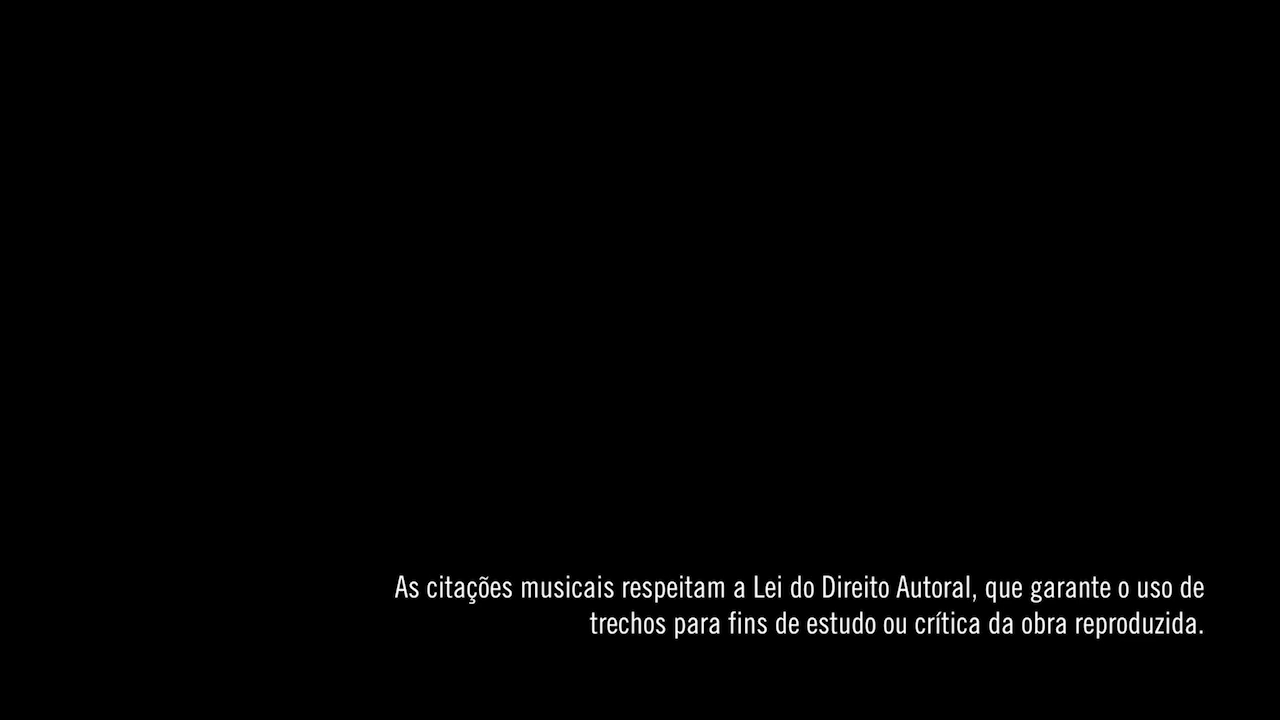 As citações musicais respeitam a Lei do Direito Autoral, que garante o uso de
trechos para fins de estudo ou crítica da obra reproduzida.